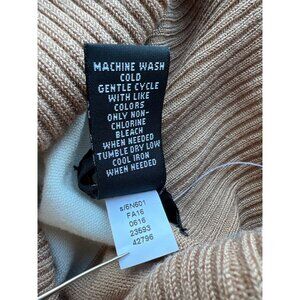 MACHINE WASH
COLD
GENTLE CYCLE
WITH LIKE
COLORS
ONLY NON-
CHLORINE
BLEACH
WHEN NEEDED
TUMBLE DRY LOW
COOL IRON
WHEN NEEDED
s/6N601
FA16
0616
23593
42796